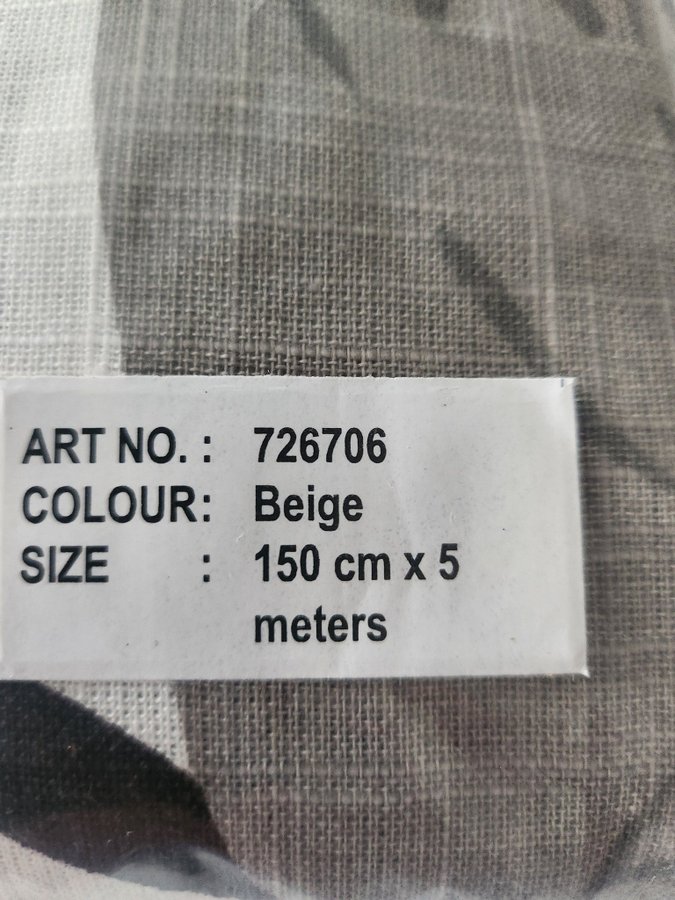 ART NO. : 726706
COLOUR: Beige
SIZE : 150 cm x 5
meters